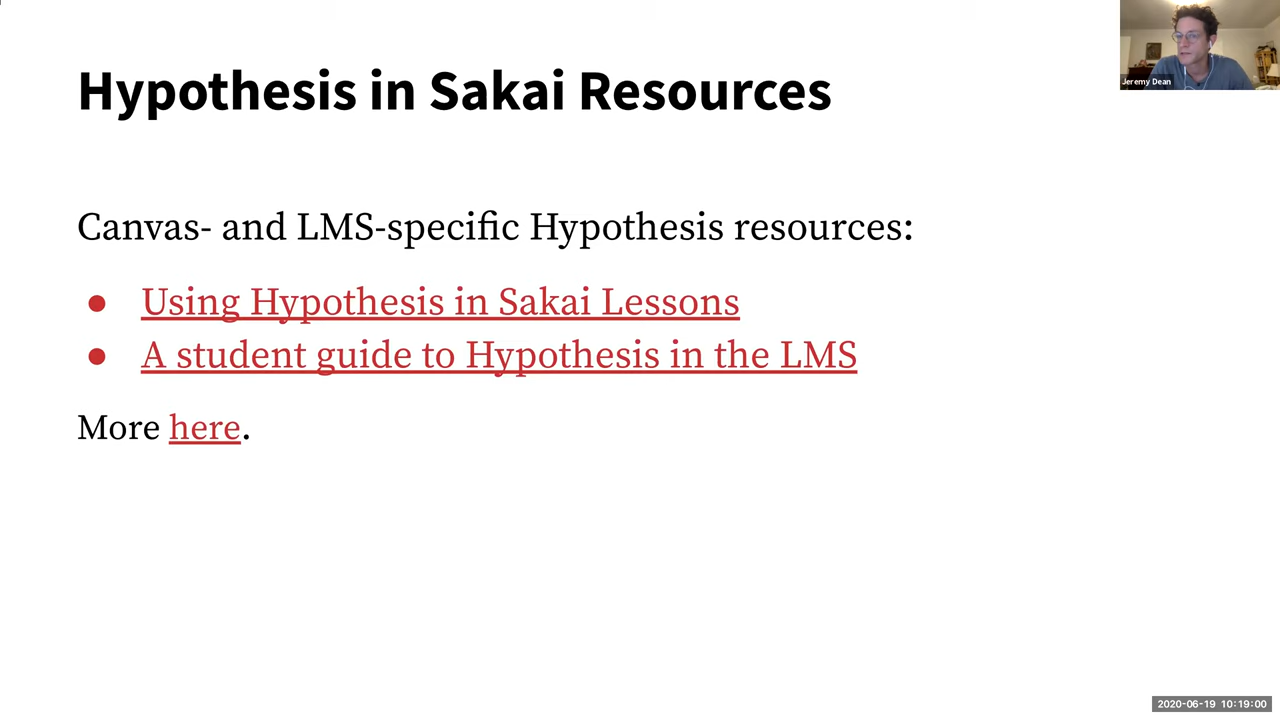 Hypothesis in Sakai Resources
Jeremy Dean
Canvas- and LMS-specific Hypothesis resources:
● Using Hypothesis in Sakai Lessons
● A student guide to Hypothesis in the LMS
More here.
2020-06-19 10:19:00